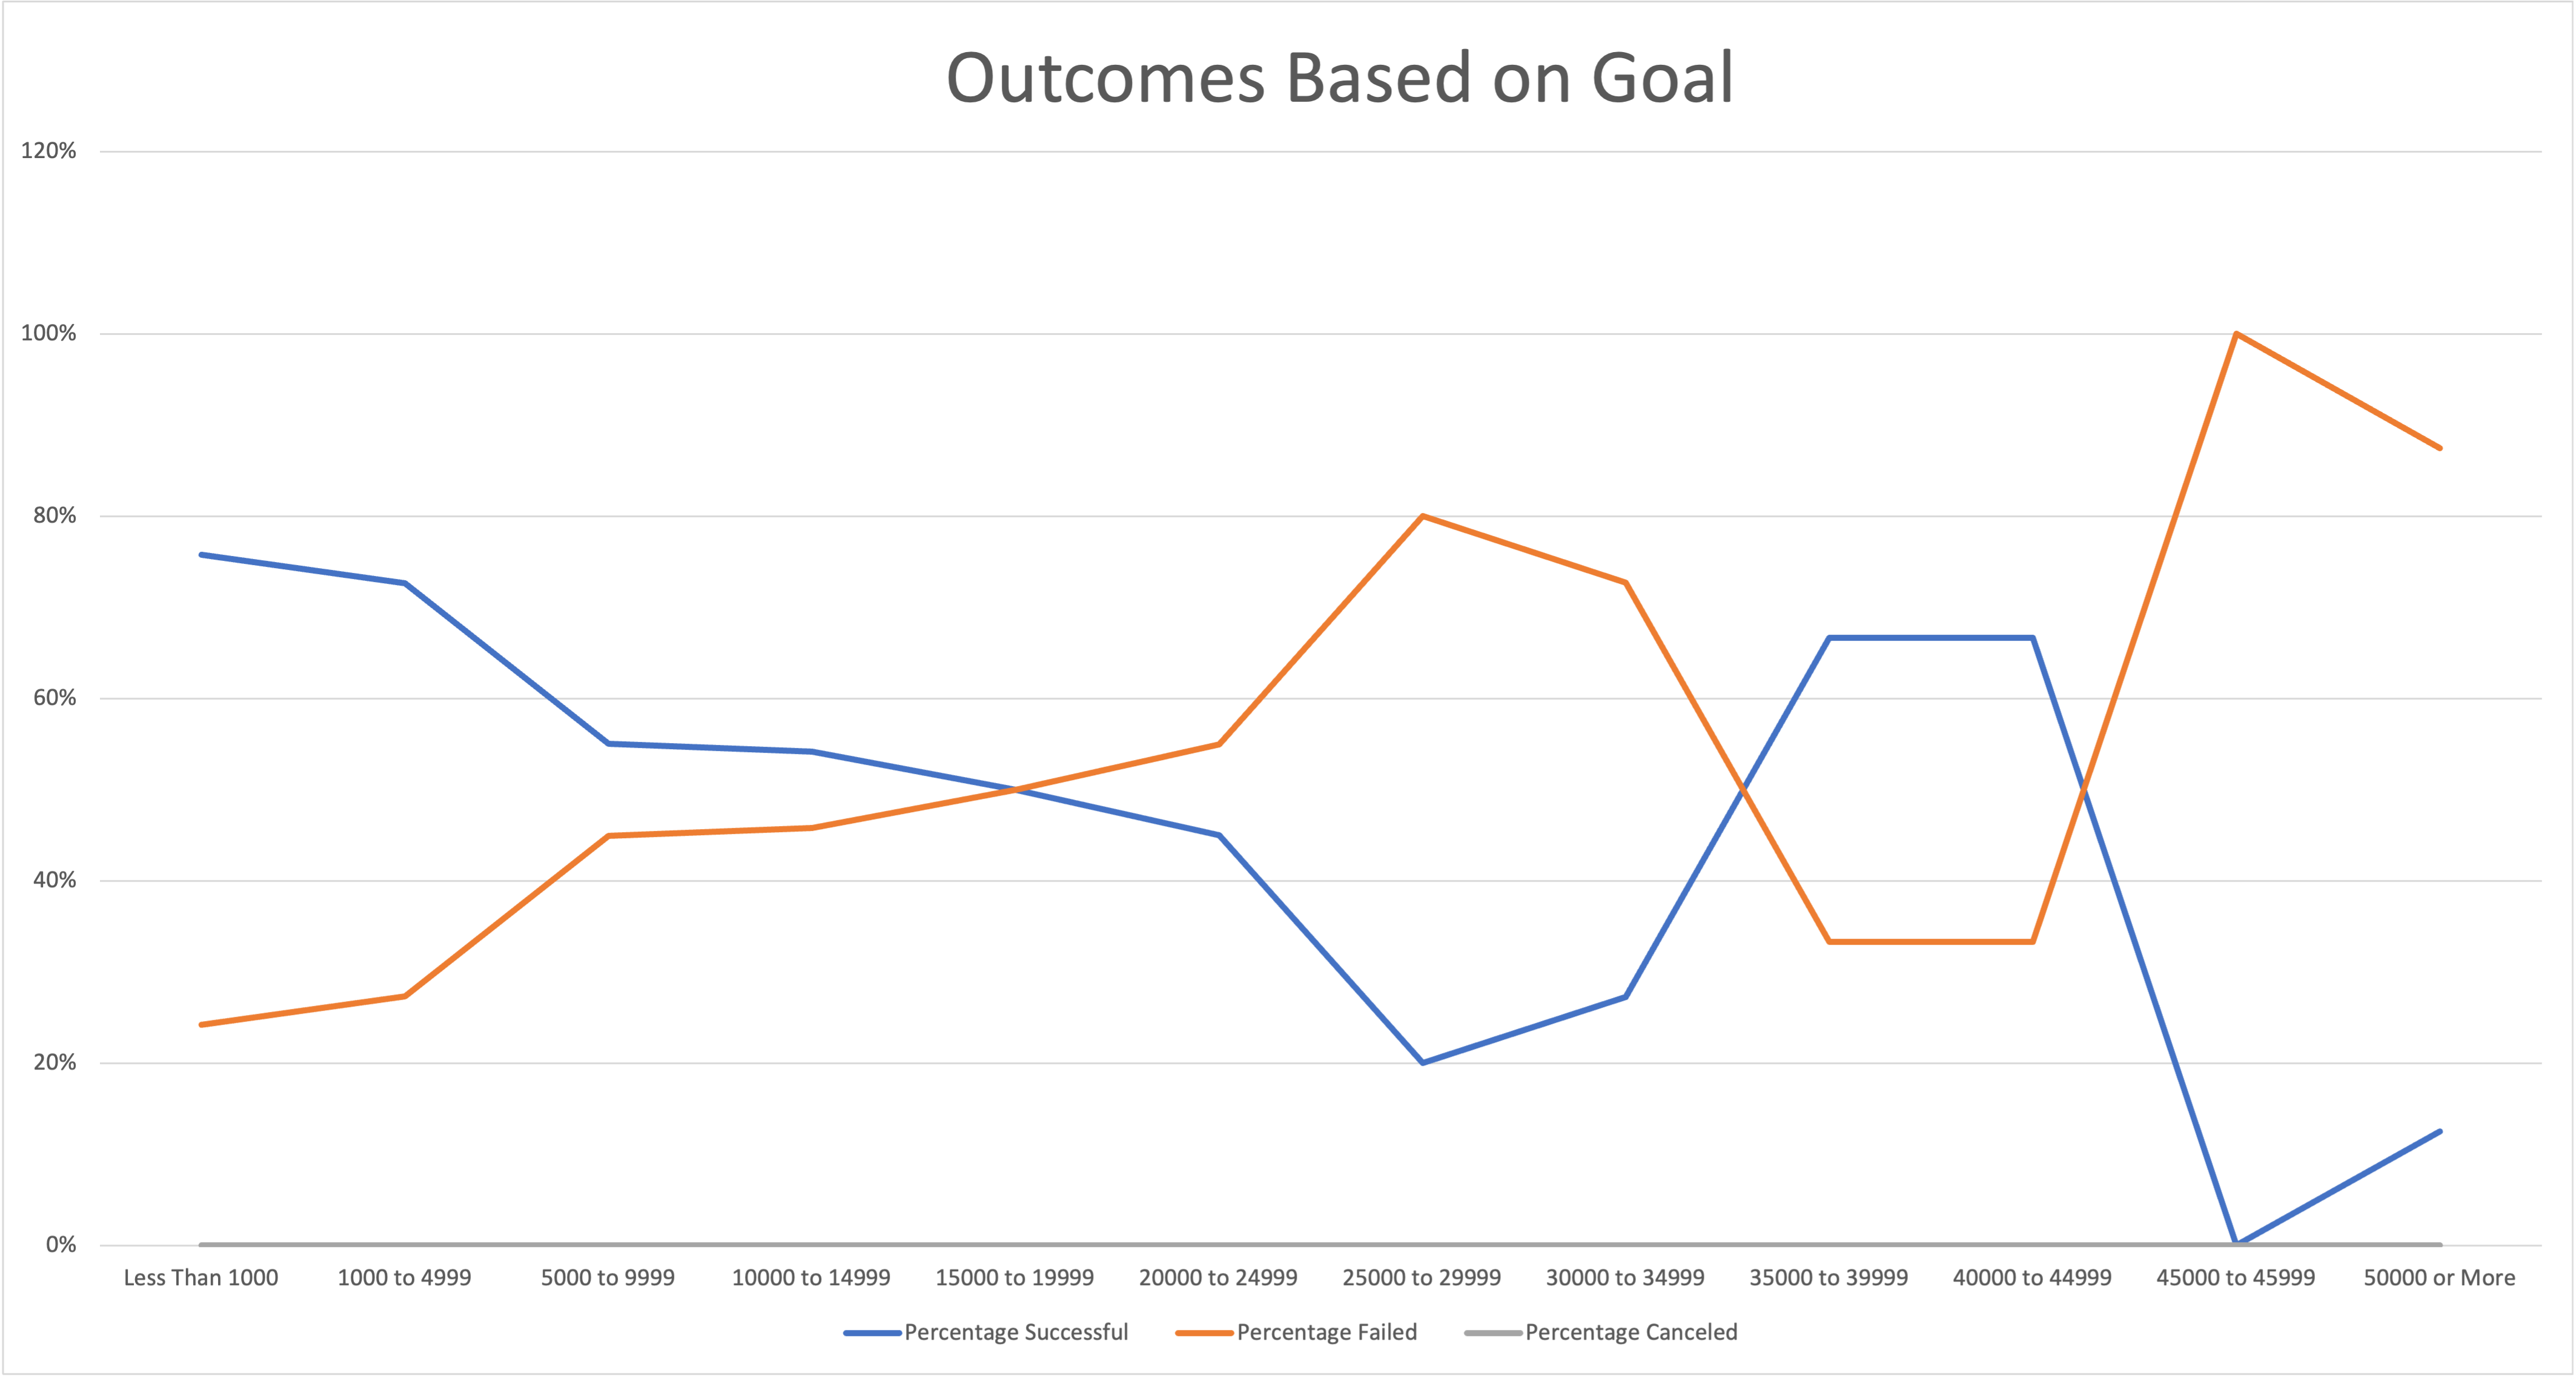 Outcomes Based on Goal
120%
100%
80%
60%
40%
20%
0%
Less Than 1000 1000 to 4999 5000 to 9999 10000 to 14999 15000 to 19999 20000 to 24999 25000 to 29999 30000 to 34999 35000 to 39999 40000 to 44999 45000 to 45999 50000 or More
Percentage Successful Percentage Failed Percentage Canceled